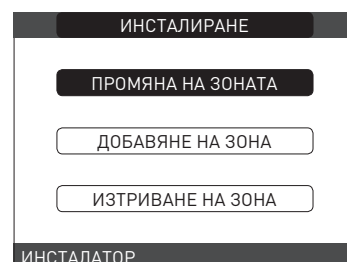 ИНСТАЛИРАНЕ
ПРОМЯНА НА ЗОНАТА
ДОБАВЯНЕ НА ЗОНА
ИЗТРИВАНЕ НА ЗОНА
ИНСТАЛАТОР